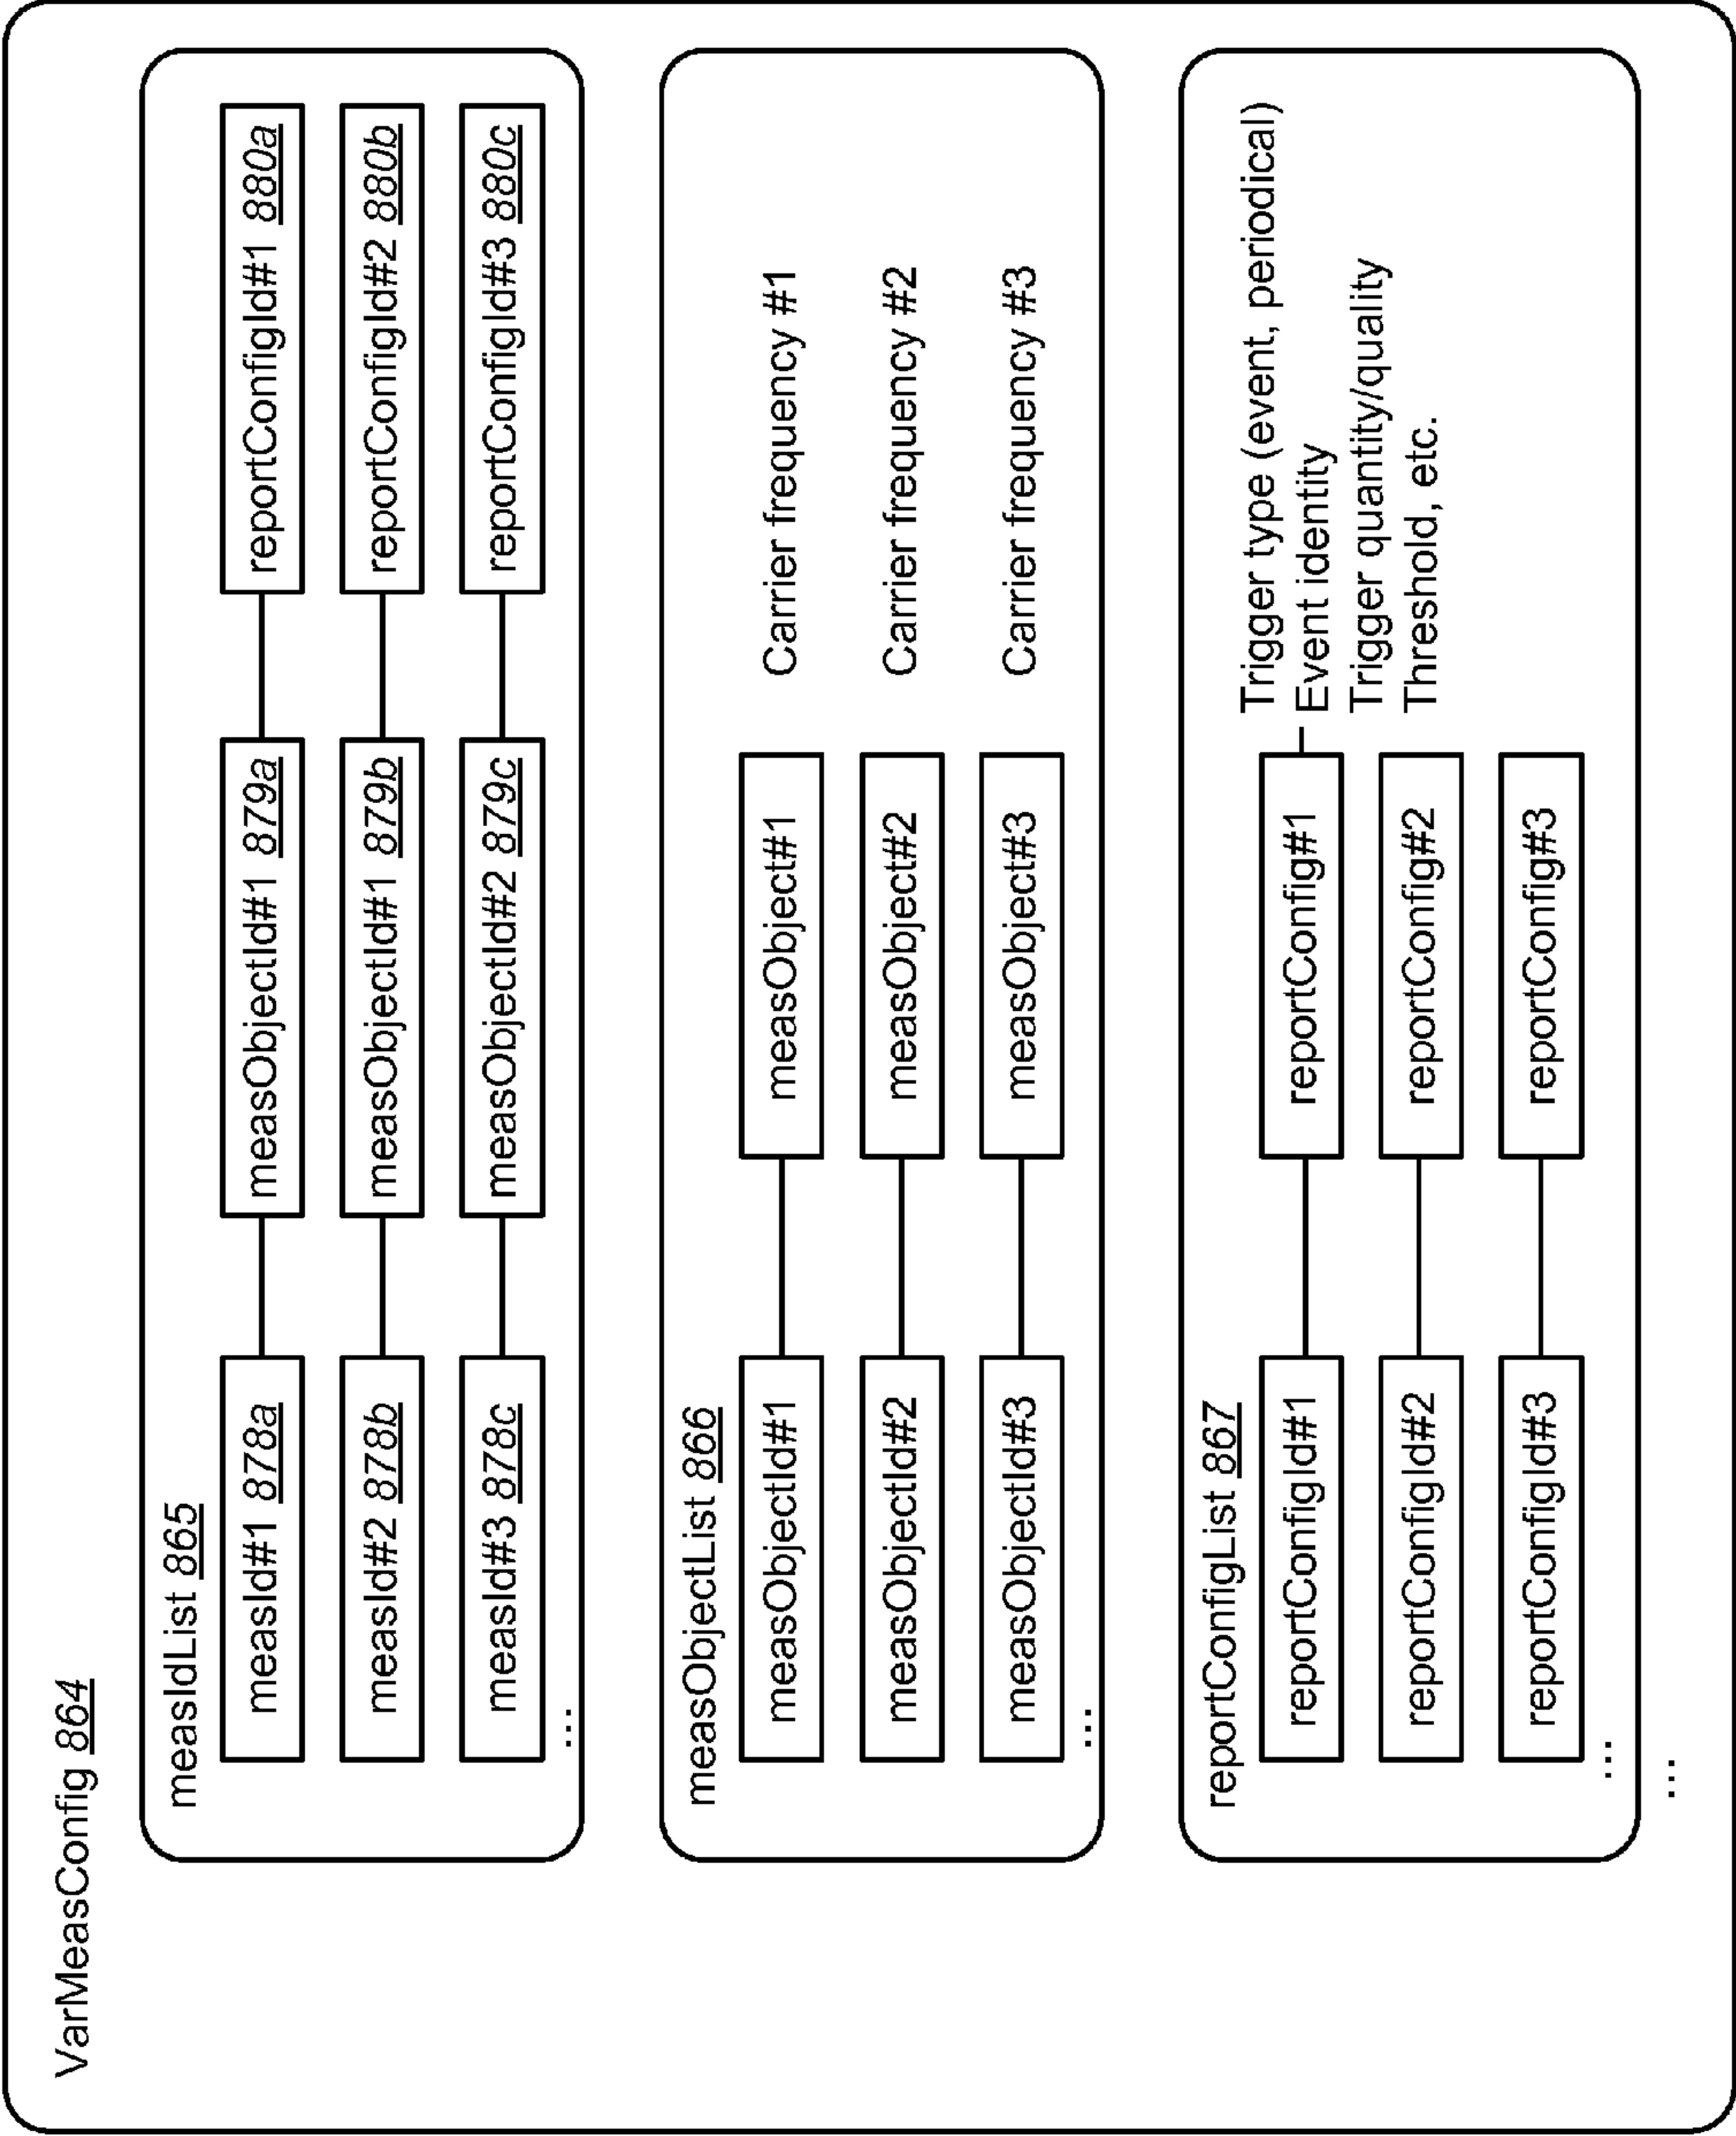 VarMeasConfig 864
measIdList 865
measId#1 878a measObjectId#1 879a reportConfigId#1 880a
measId#2 878b measObjectId#1 879b reportConfigId#2 880b
measId#3 878c measObjectId#2 879c reportConfigId#3 880c
...
measObjectList 866
measObjectId#1 measObject#1 Carrier frequency #1
measObjectId#2 measObject#2 Carrier frequency #2
measObjectId#3 measObject#3 Carrier frequency #3
...
reportConfigList 867
reportConfigId#1 reportConfig#1
Trigger type (event, periodical)
Event identity
Trigger quantity/quality
Threshold, etc.
reportConfigId#2 reportConfig#2
reportConfigId#3 reportConfig#3
...
...